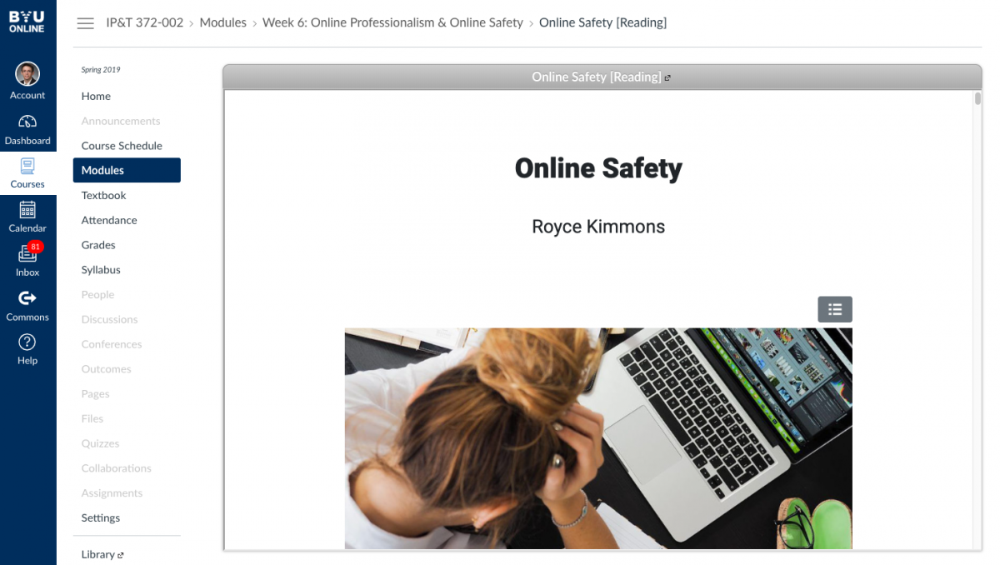 BYU
ONLINE
Account
Dashboard
Courses
Calendar
81
Inbox
Commons
Help
IP&T 372-002 › Modules › Week 6: Online Professionalism & Online Safety › Online Safety [Reading]
Spring 2019
Home
Announcements
Course Schedule
Modules
Textbook
Attendance
Grades
Syllabus
People
Discussions
Conferences
Outcomes
Pages
Files
Quizzes
Collaborations
Assignments
Settings
Library
Online Safety [Reading]
Online Safety
Royce Kimmons